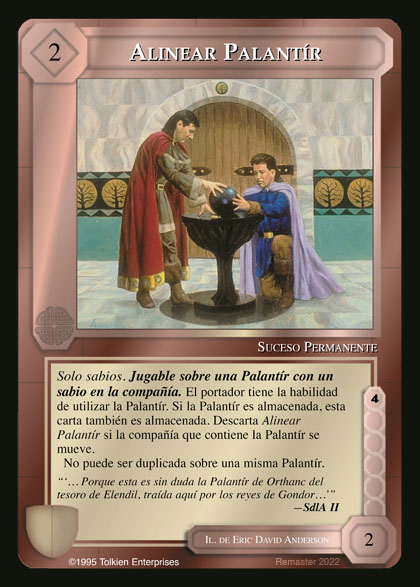 2
ALINEAR PALANTÍR
SUCESO PERMANENTE
Solo sabios. Jugable sobre una Palantír con un
sabio en la compañía. El portador tiene la habilidad
de utilizar la Palantír. Si la Palantír es almacenada, esta
carta también es almacenada. Descarta Alinear
Palantír si la compañía que contiene la Palantír se
mueve.
No puede ser duplicada sobre una misma Palantír.
“‘… Porque esta es sin duda la Palantír de Orthanc del
tesoro de Elendil, traída aquí por los reyes de Gondor…’”
–SdlA II
4
IL. DE ERIC DAVID ANDERSON
2
©1995 Tolkien Enterprises
Remaster 2022